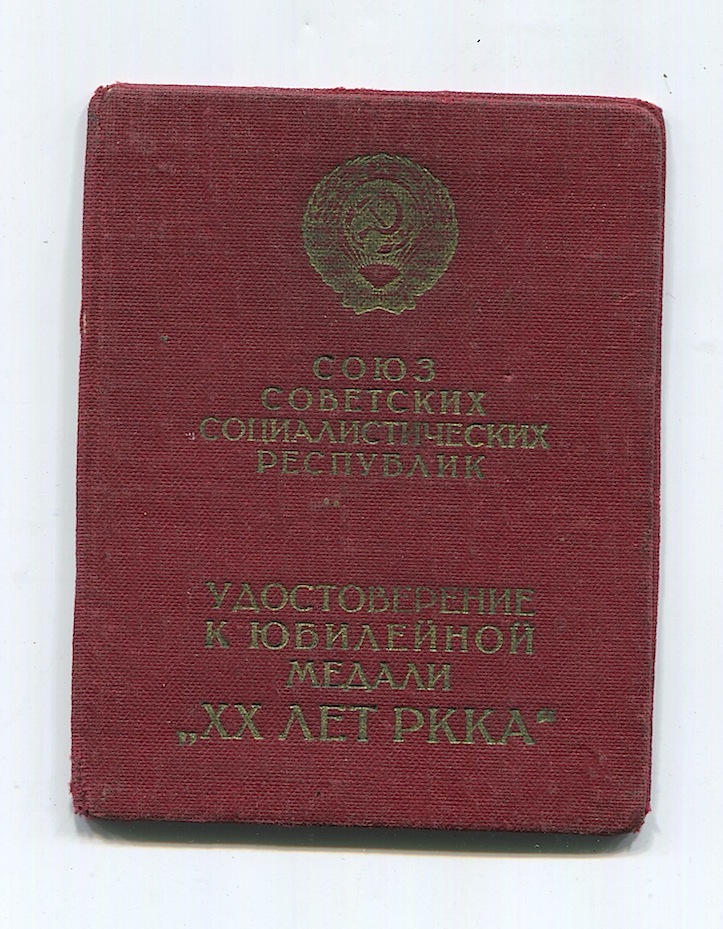 СОЮЗ
СОВЕТСКИХ
СОЦИАЛИСТИЧЕСКИХ
РЕСПУБЛИК
УДОСТОВЕРЕНИЕ
К ЮБИЛЕЙНОЙ
МЕДАЛИ
„XX ЛЕТ РККА“